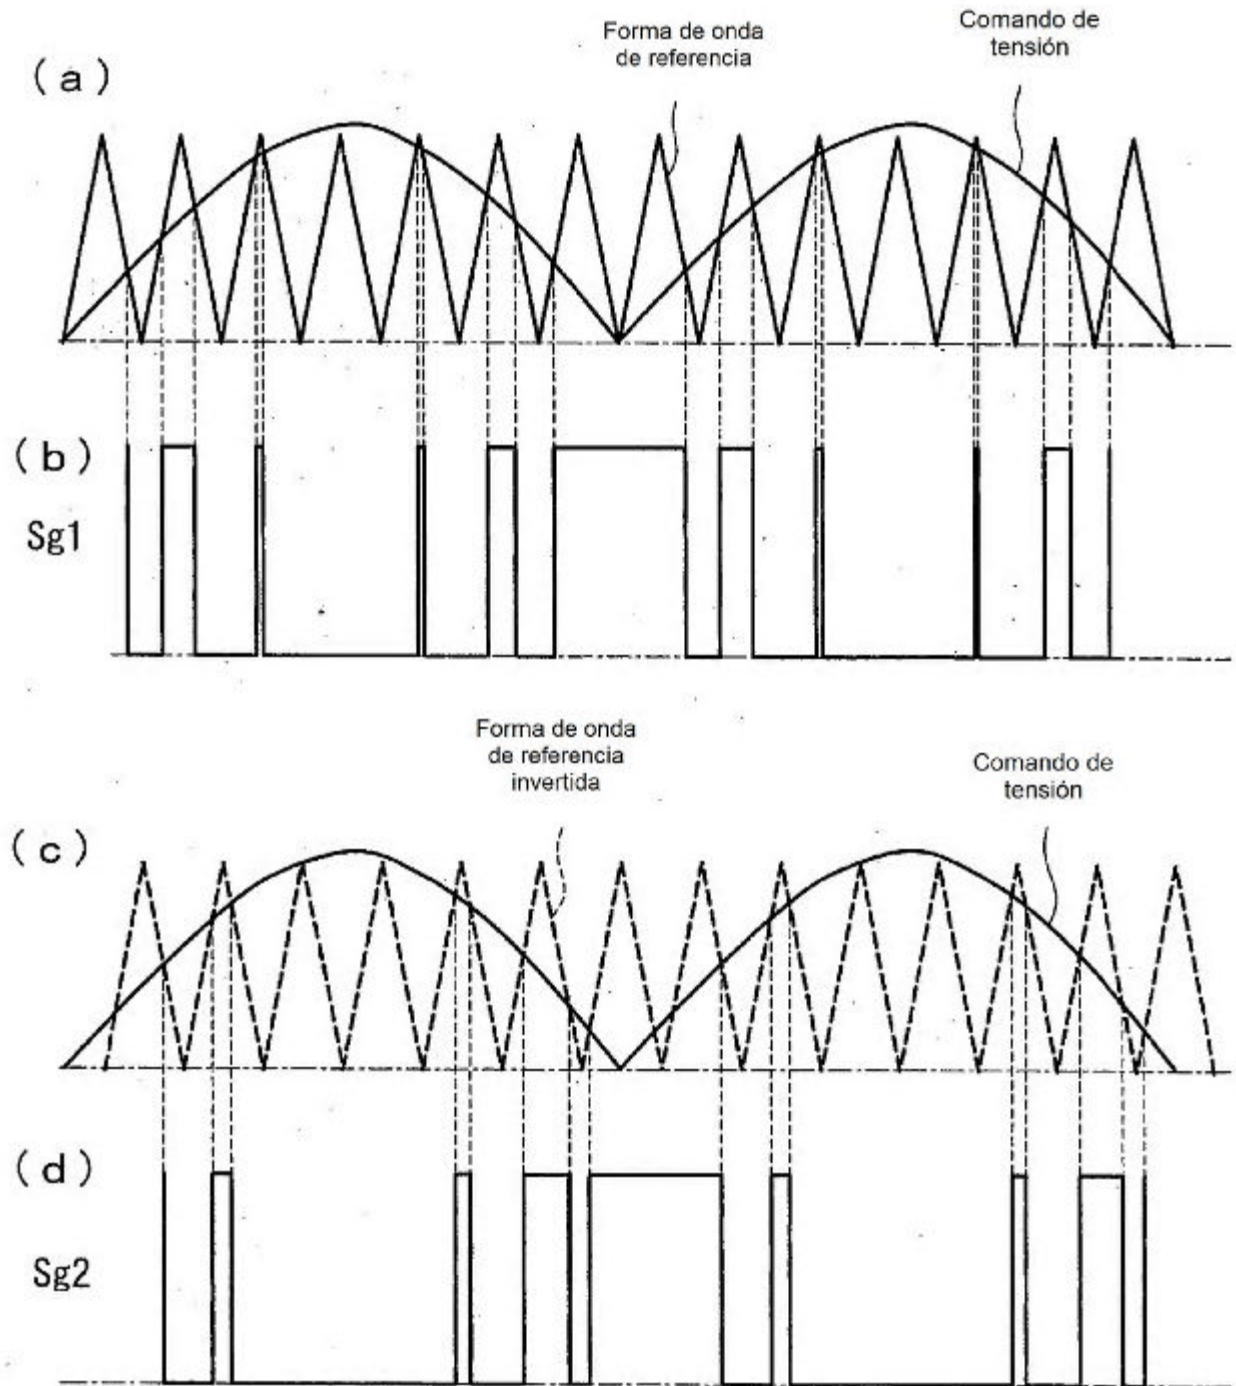 Forma de onda
de referencia
Comando de
tensión
(a)
(b)
Sg1
Forma de onda
de referencia
invertida
Comando de
tensión
(c)
(d)
Sg2